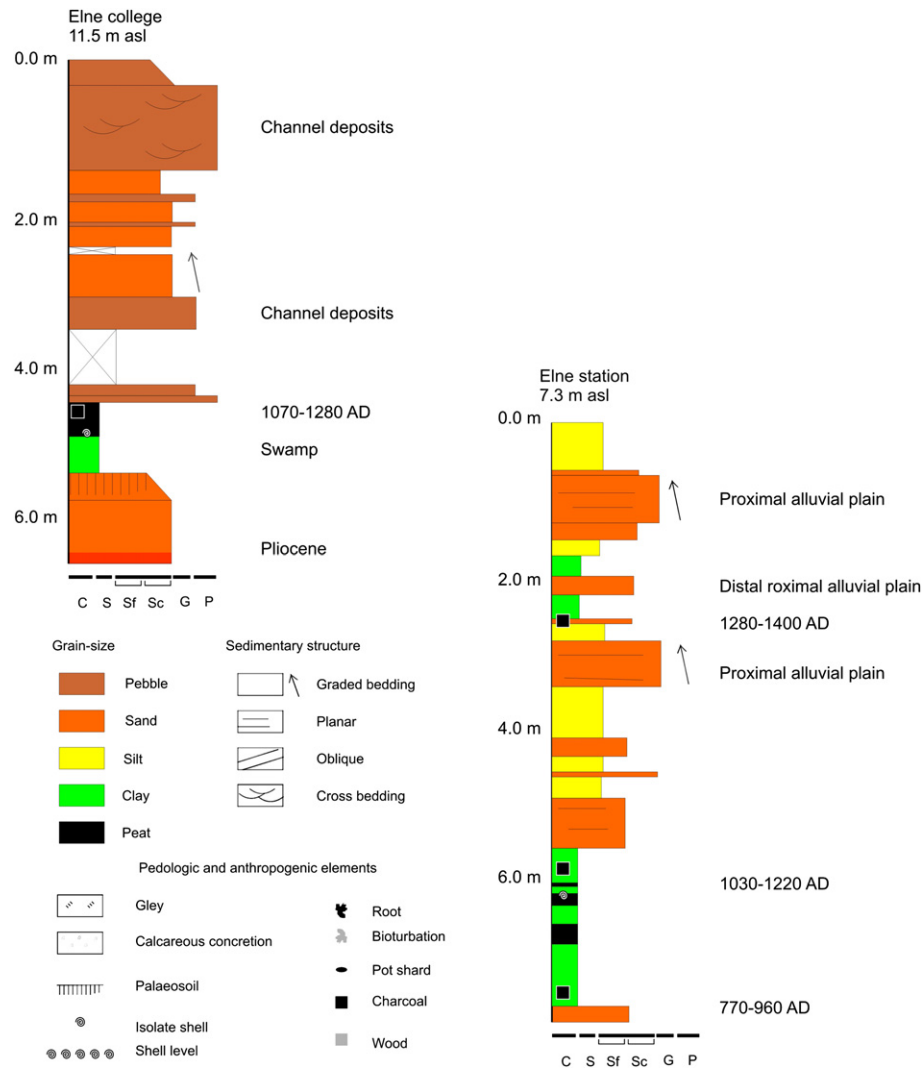 Elne college
11.5 m asl
0.0 m
Channel deposits
2.0 m
Channel deposits
4.0 m
1070-1280 AD
Swamp
6.0 m
Pliocene
C S Sf Sc G P
Elne station
7.3 m asl
0.0 m
Proximal alluvial plain
2.0 m
Distal roximal alluvial plain
1280-1400 AD
Proximal alluvial plain
4.0 m
6.0 m
1030-1220 AD
770-960 AD
C S Sf Sc G P
Grain-size
Pebble
Sand
Silt
Clay
Peat
Sedimentary structure
Graded bedding
Planar
Oblique
Cross bedding
Pedologic and anthropogenic elements
Gley
Calcareous concretion
Palaeosoil
Isolate shell
Shell level
Root
Bioturbation
Pot shard
Charcoal
Wood